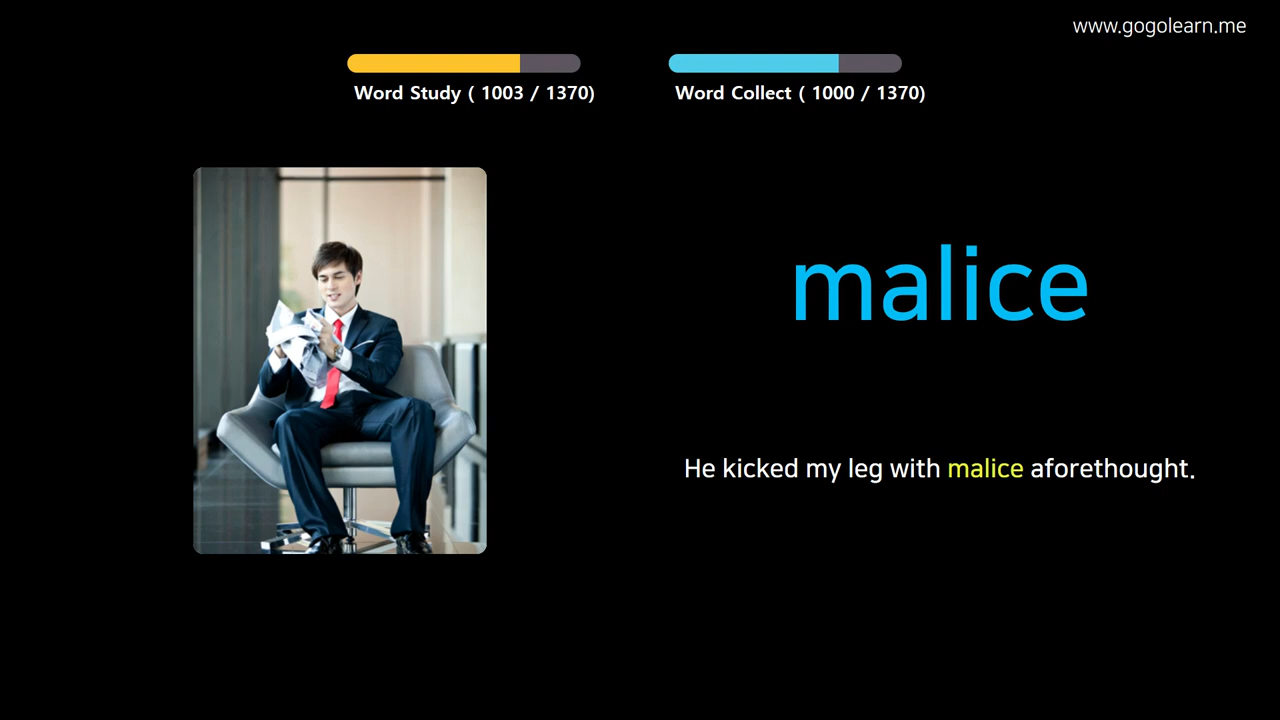 www.gogolearn.me
Word Study ( 1003 / 1370)
Word Collect ( 1000 / 1370)
malice
He kicked my leg with malice aforethought.